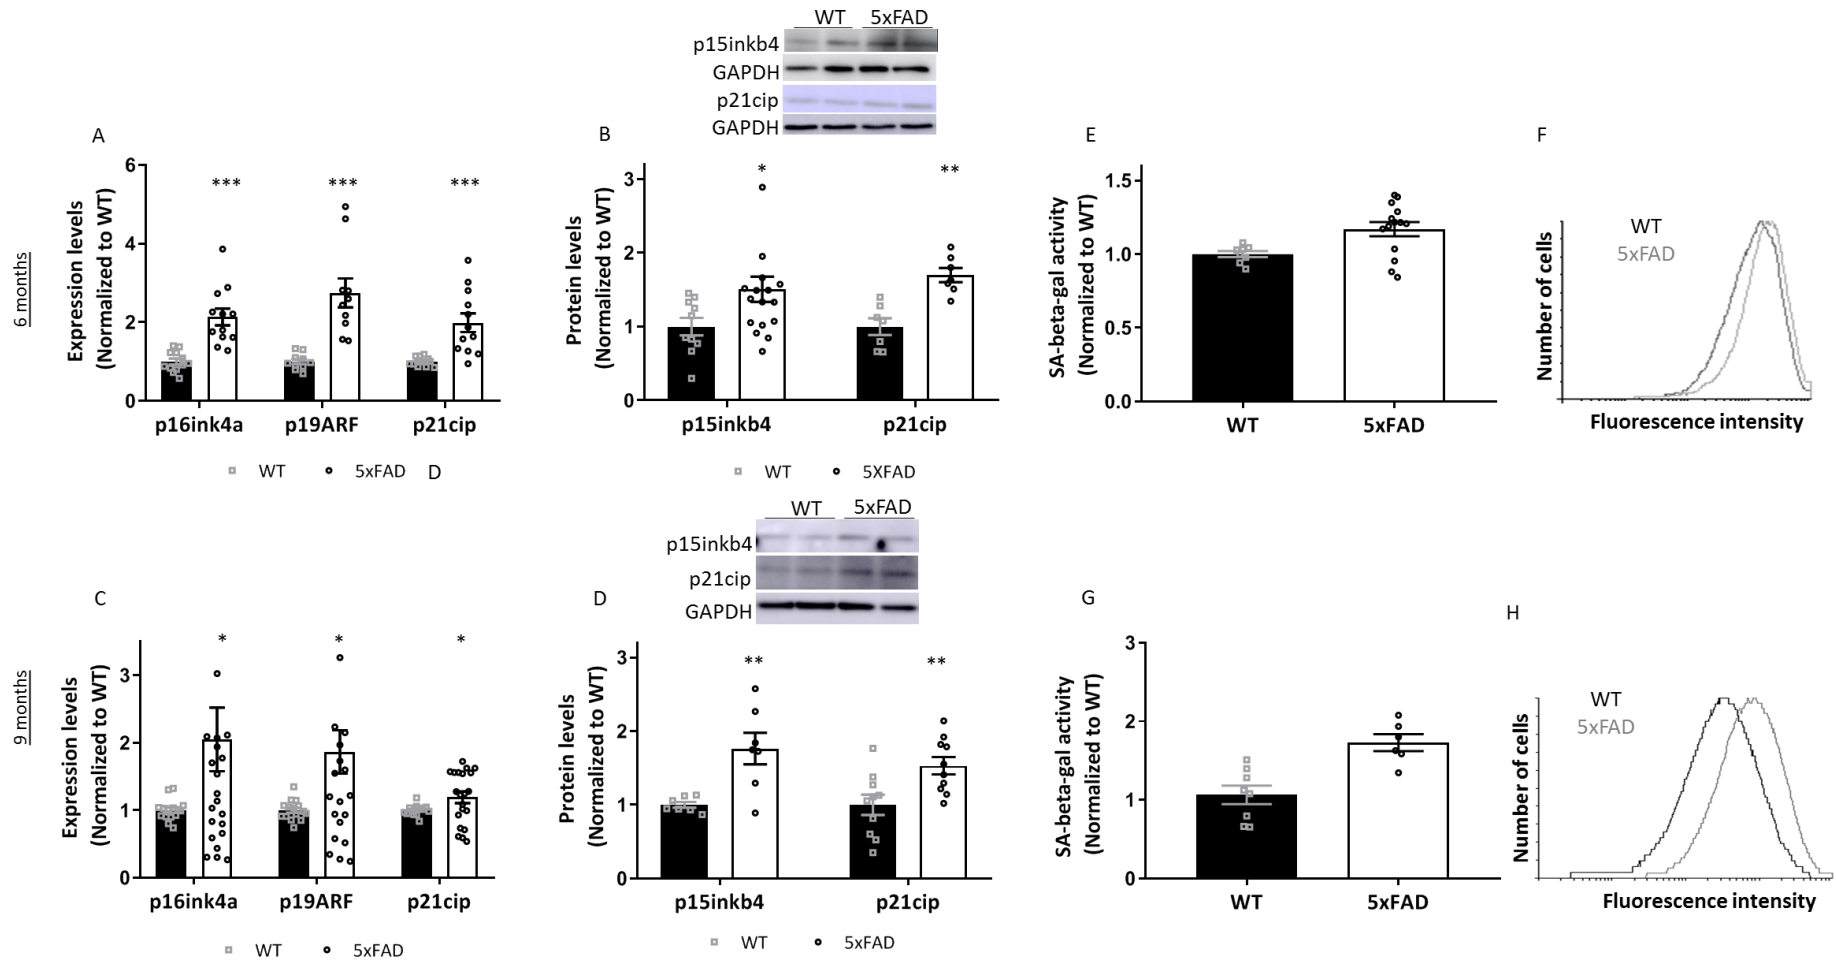 WT 5xFAD
p15inkb4
GAPDH
p21cip
GAPDH
A
6 months
Expression levels
(Normalized to WT)
6
4
2
0
*** *** ***
p16ink4a p19ARF p21cip
WT 5xFAD D
B
Protein levels
(Normalized to WT)
3
2
1
0
* **
p15inkb4 p21cip
WT 5XFAD
E
SA-beta-gal activity
(Normalized to WT)
1.5
1.0
0.5
0.0
WT 5xFAD
F
WT
5xFAD
Number of cells
Fluorescence intensity
WT 5xFAD
p15inkb4
p21cip
GAPDH
C
9 months
Expression levels
(Normalized to WT)
3
2
1
0
* * *
p16ink4a p19ARF p21cip
WT 5xFAD
D
Protein levels
(Normalized to WT)
3
2
1
0
** **
p15inkb4 p21cip
WT 5xFAD
G
SA-beta-gal activity
(Normalized to WT)
3
2
1
0
WT 5xFAD
H
WT
5xFAD
Number of cells
Fluorescence intensity